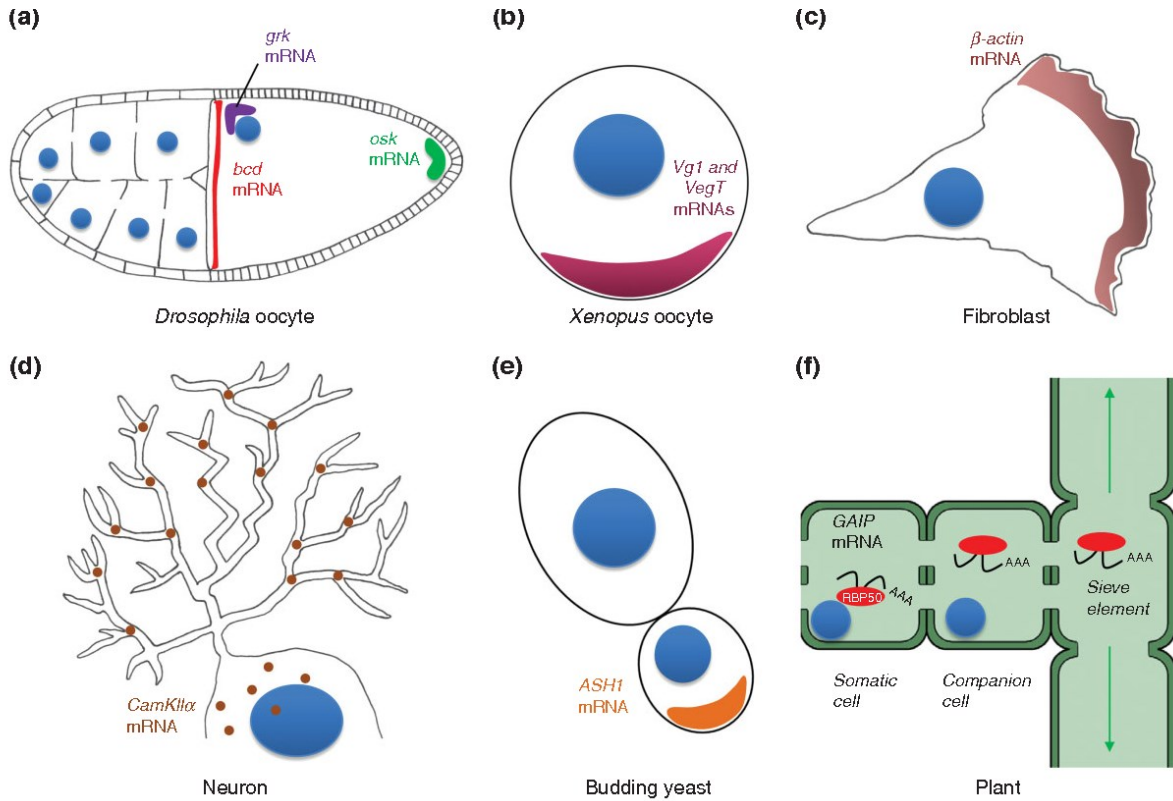 (a)
grk
mRNA
bcd
mRNA
osk
mRNA
Drosophila oocyte
(b)
Vg1 and
VegT
mRNAs
Xenopus oocyte
(c)
β-actin
mRNA
Fibroblast
(d)
CamKIIα
mRNA
Neuron
(e)
ASH1
mRNA
Budding yeast
(f)
GAIP
mRNA
RBP50
AAA
AAA
AAA
Sieve
element
Somatic
cell
Companion
cell
Plant